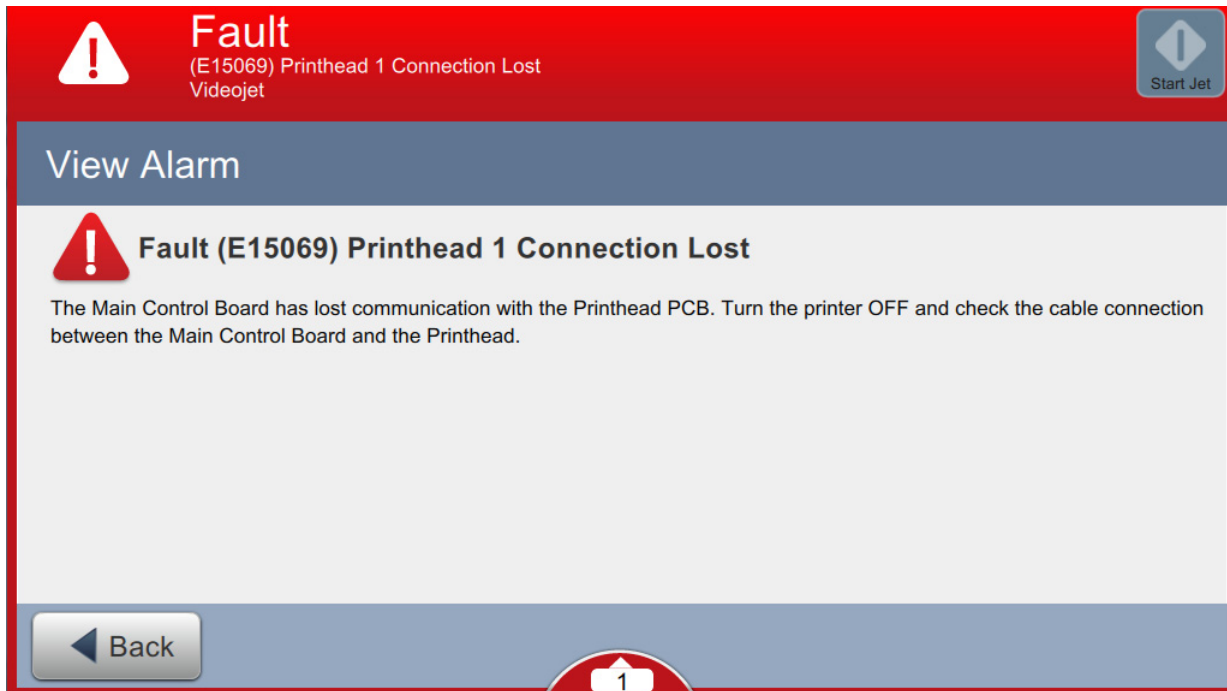 Fault
(E15069) Printhead 1 Connection Lost
Videojet
Start Jet
View Alarm
Fault (E15069) Printhead 1 Connection Lost
The Main Control Board has lost communication with the Printhead PCB. Turn the printer OFF and check the cable connection
between the Main Control Board and the Printhead.
Back
1